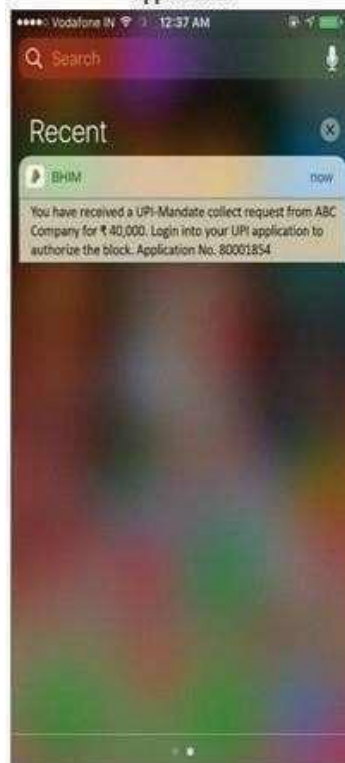 Vodafone IN 12:37 AM
Search
Recent
BHIM now
You have received a UPI-Mandate collect request from ABC
Company for ₹ 40,000. Login into your UPI application to
authorize the block. Application No. 80001854